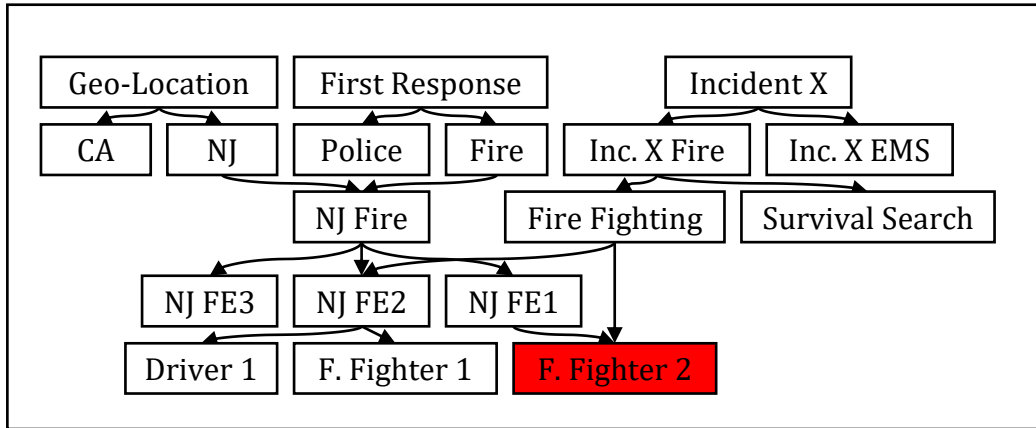 Geo-Location First Response Incident X
CA NJ Police Fire Inc. X Fire Inc. X EMS
NJ Fire Fire Fighting Survival Search
NJ FE3 NJ FE2 NJ FE1
Driver 1 F. Fighter 1 F. Fighter 2